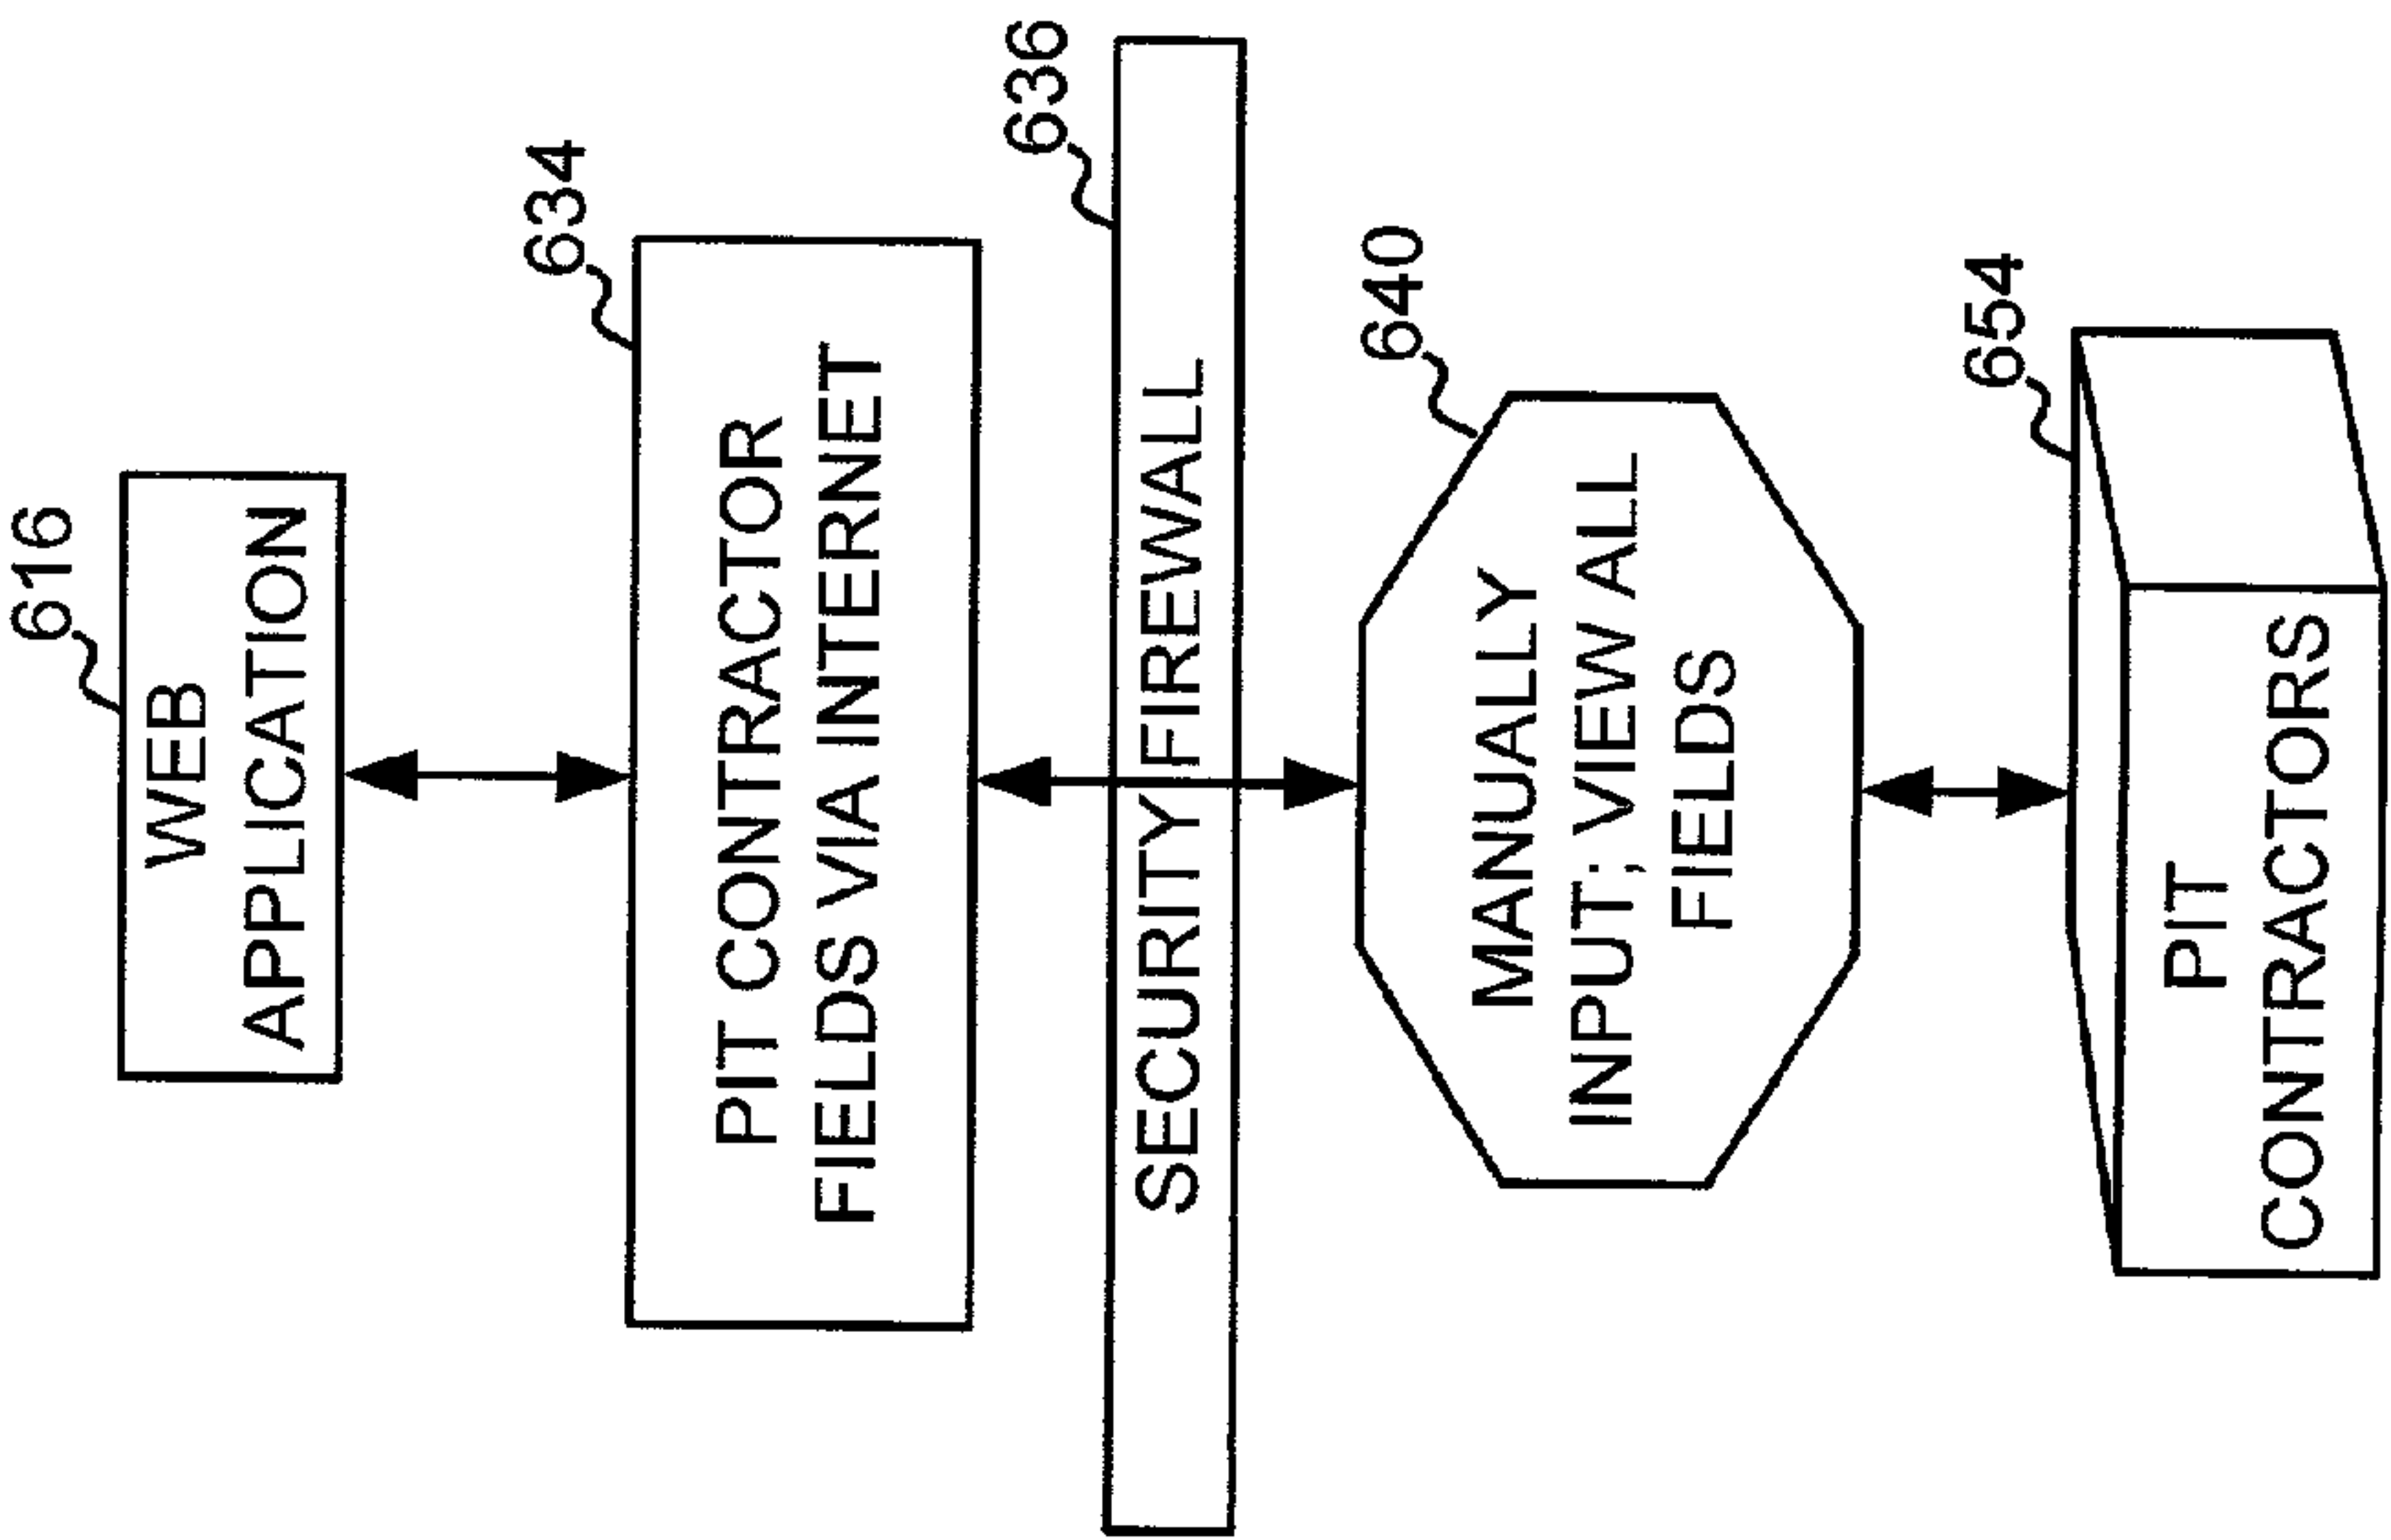 616
WEB
APPLICATION
634
PIT CONTRACTOR
FIELDS VIA INTERNET
636
SECURITY FIREWALL
640
MANUALLY
INPUT; VIEW ALL
FIELDS
654
PIT
CONTRACTORS